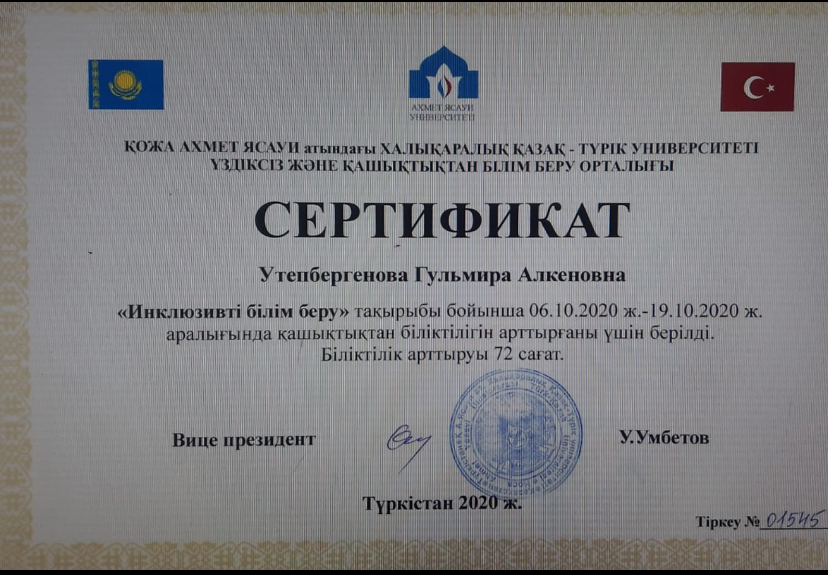 АХМЕТ ЯСАУИ
УНИВЕРСИТЕТІ
ҚОЖА АХМЕТ ЯСАУИ атындағы ХАЛЫҚАРАЛЫҚ ҚАЗАҚ - ТҮРІК УНИВЕРСИТЕТІ
ҮЗДІКСІЗ ЖӘНЕ ҚАШЫҚТЫҚТАН БІЛІМ БЕРУ ОРТАЛЫҒЫ
СЕРТИФИКАТ
Утепбергенова Гульмира Алкеновна
«Инклюзивті білім беру» тақырыбы бойынша 06.10.2020 ж.-19.10.2020 ж.
аралығында қашықтықтан біліктілігін арттырғаны үшін берілді.
Біліктілік арттыруы 72 сағат.
Вице президент У.Умбетов
Түркістан 2020 ж.
Тіркеу № 01545